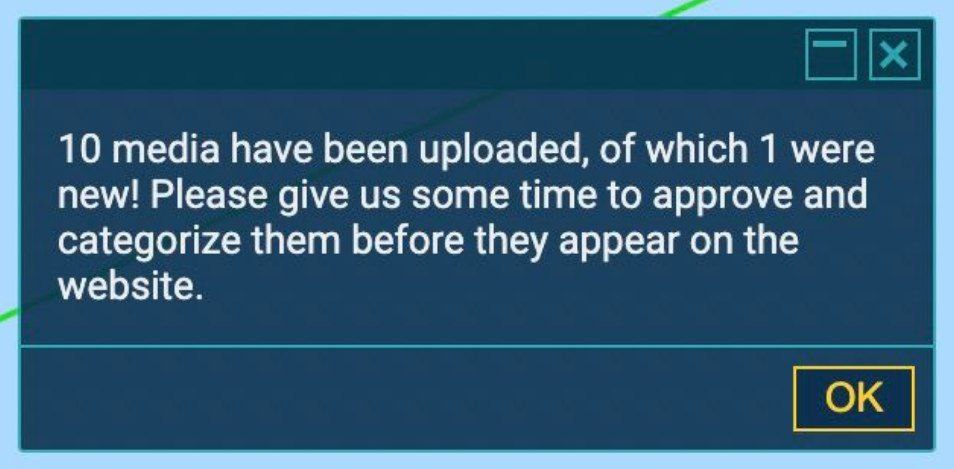 10 media have been uploaded, of which 1 were
new! Please give us some time to approve and
categorize them before they appear on the
website.
OK